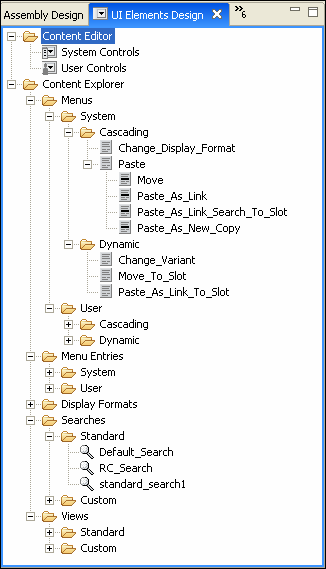 Assembly Design UI Elements Design 6
Content Editor
System Controls
User Controls
Content Explorer
Menus
System
Cascading
Change_Display_Format
Paste
Move
Paste_As_Link
Paste_As_Link_Search_To_Slot
Paste_As_New_Copy
Dynamic
Change_Variant
Move_To_Slot
Paste_As_Link_To_Slot
User
Cascading
Dynamic
Menu Entries
System
User
Display Formats
Searches
Standard
Default_Search
RC_Search
standard_search1
Custom
Views
Standard
Custom